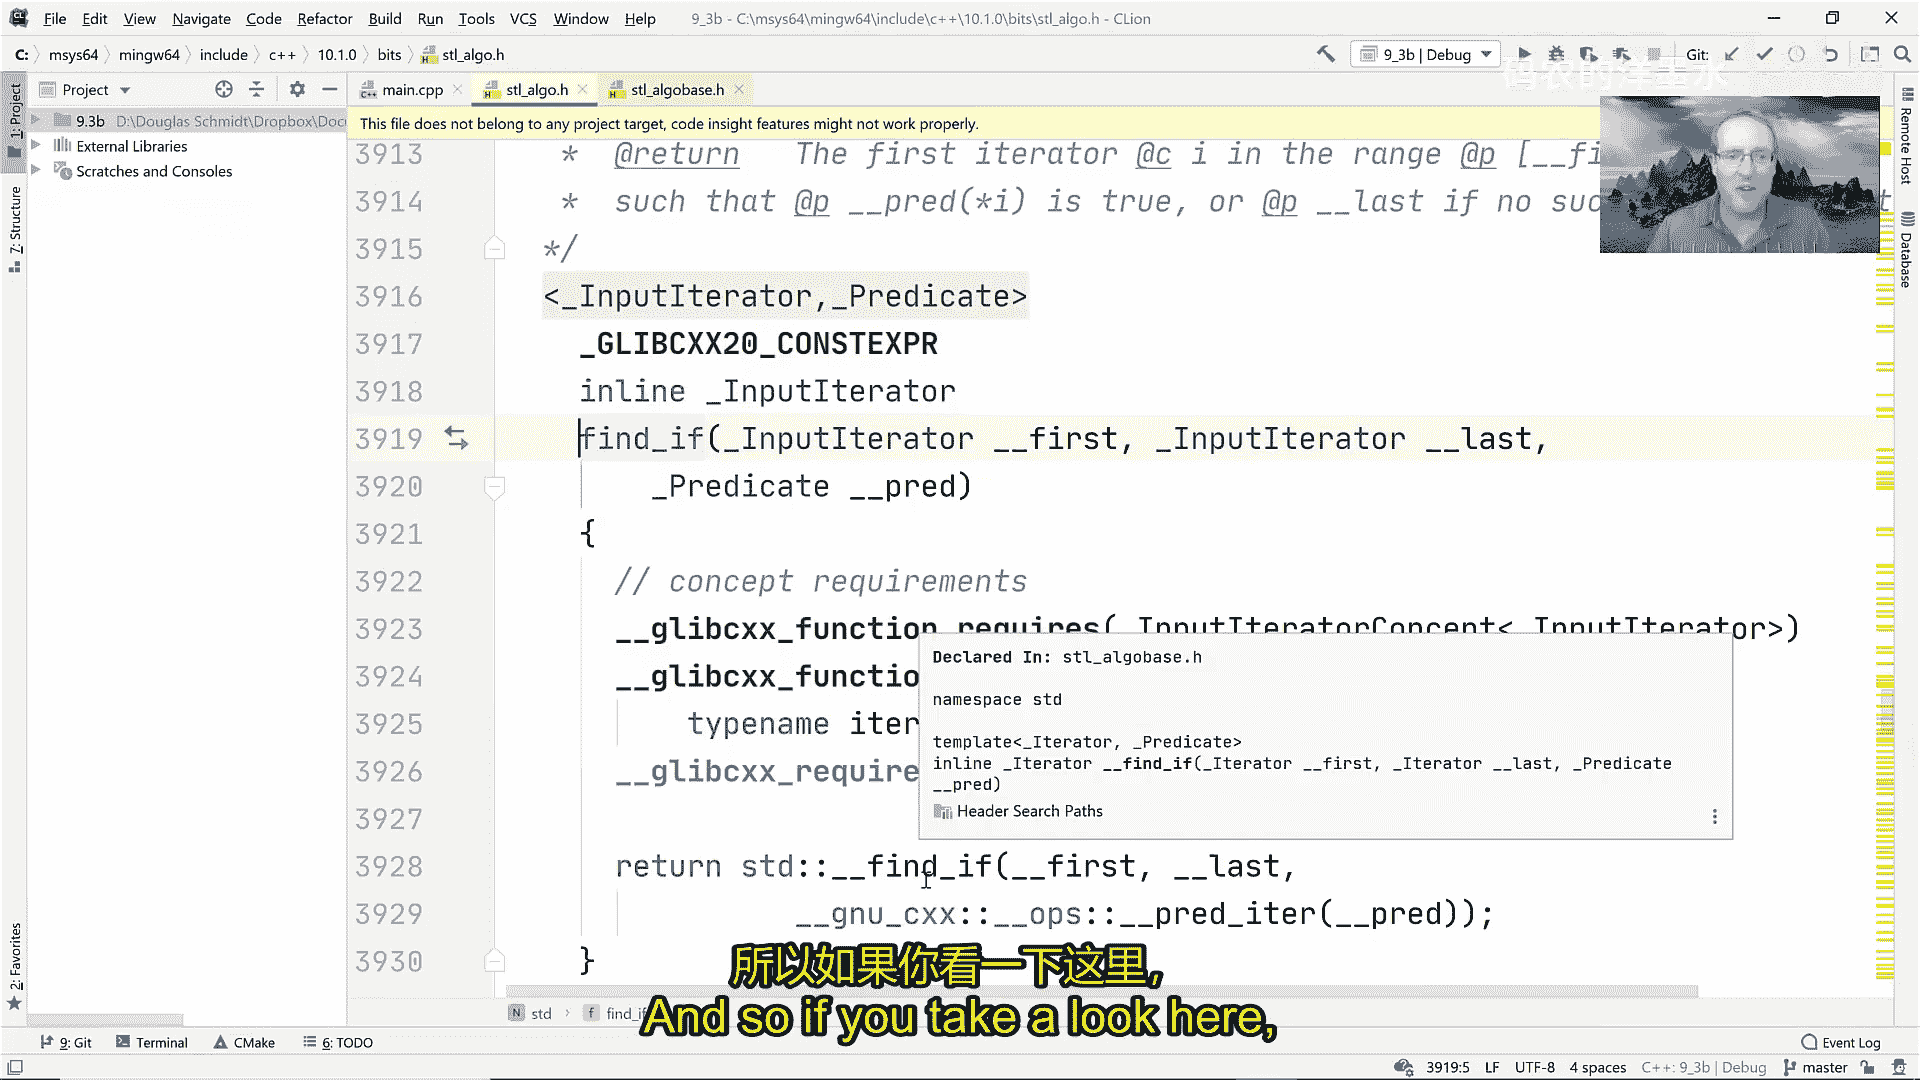 File Edit View Navigate Code Refactor Build Run Tools VCS Window Help 9_3b - C:\msys64\mingw64\include\c++\10.1.0\bits\stl_algo.h - CLion
C: msys64 mingw64 include c++ 10.1.0 bits stl_algo.h 9_3b | Debug Git:
码农的洋墨水
1: Project
Project main.cpp stl_algo.h stl_algobase.h
9.3b D:\Douglas Schmidt\Dropbox\Docu
This file does not belong to any project target, code insight features might not work properly.
External Libraries
Scratches and Consoles
Z: Structure
Remote Host
Database
3913 * @return The first iterator @c i in the range @p [__fi
3914 * such that @p __pred(*i) is true, or @p __last if no suc
3915 */
3916 <_InputIterator,_Predicate>
3917 _GLIBCXX20_CONSTEXPR
3918 inline _InputIterator
3919 find_if(_InputIterator __first, _InputIterator __last,
3920 _Predicate __pred)
3921 {
3922 // concept requirements
3923 __glibcxx_function_requires(_InputIteratorConcept<_InputIterator>)
3924 __glibcxx_functio
3925 typename iter
3926 __glibcxx_require
3927
Declared In: stl_algobase.h
namespace std
template<_Iterator, _Predicate>
inline _Iterator __find_if(_Iterator __first, _Iterator __last, _Predicate
__pred)
Header Search Paths
3928 return std::__find_if(__first, __last,
3929 __gnu_cxx::__ops::__pred_iter(__pred));
3930 }
2: Favorites
std find_if
所以如果你看一下这里，
And so if you take a look here,
9: Git Terminal CMake 6: TODO Event Log
3919:5 LF UTF-8 4 spaces C++: 9_3b | Debug master